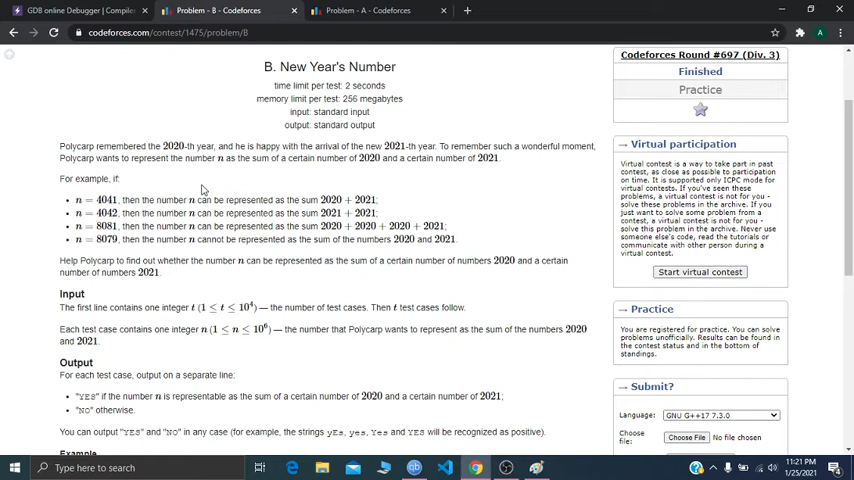 GDB online Debugger | Compiler
Problem - B - Codeforces
Problem - A - Codeforces
codeforces.com/contest/1475/problem/B
B. New Year's Number
time limit per test: 2 seconds
memory limit per test: 256 megabytes
input: standard input
output: standard output
Polycarp remembered the 2020-th year, and he is happy with the arrival of the new 2021-th year. To remember such a wonderful moment,
Polycarp wants to represent the number n as the sum of a certain number of 2020 and a certain number of 2021.
For example, if:
• n = 4041, then the number n can be represented as the sum 2020 + 2021;
• n = 4042, then the number n can be represented as the sum 2021 + 2021;
• n = 8081, then the number n can be represented as the sum 2020 + 2020 + 2020 + 2021;
• n = 8079, then the number n cannot be represented as the sum of the numbers 2020 and 2021.
Help Polycarp to find out whether the number n can be represented as the sum of a certain number of numbers 2020 and a certain
number of numbers 2021.
Input
The first line contains one integer t (1 ≤ t ≤ 10^4) — the number of test cases. Then t test cases follow.
Each test case contains one integer n (1 ≤ n ≤ 10^6) — the number that Polycarp wants to represent as the sum of the numbers 2020
and 2021.
Output
For each test case, output on a separate line:
• "YES" if the number n is representable as the sum of a certain number of 2020 and a certain number of 2021;
• "NO" otherwise.
You can output "YES" and "NO" in any case (for example, the strings yEs, yes, Yes and YES will be recognized as positive).
Example
Codeforces Round #697 (Div. 3)
Finished
Practice
→ Virtual participation
Virtual contest is a way to take part in past
contest, as close as possible to participation
on time. It is supported only ICPC mode for
virtual contests. If you've seen these
problems, a virtual contest is not for you -
solve these problems in the archive. If you
just want to solve some problem from a
contest, a virtual contest is not for you -
solve this problem in the archive. Never use
someone else's code, read the tutorials or
communicate with other person during a
virtual contest.
Start virtual contest
→ Practice
You are registered for practice. You can solve
problems unofficially. Results can be found
in the contest status and in the bottom of
standings.
→ Submit?
Language: GNU G++17 7.3.0
Choose
file: Choose File No file chosen
Type here to search
11:21 PM
1/25/2021